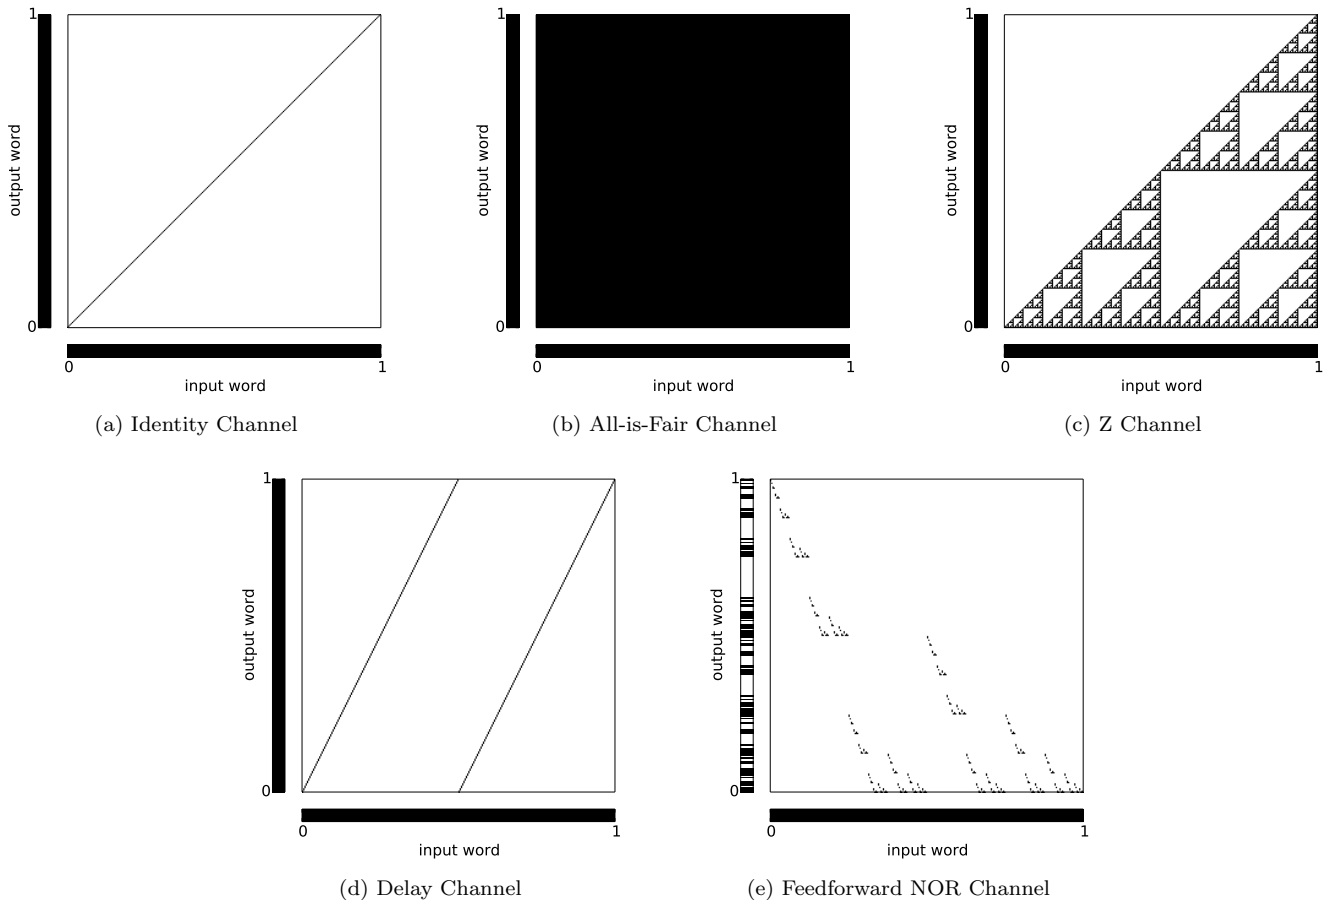 1
output word
0
0 1
input word
(a) Identity Channel
1
output word
0
0 1
input word
(b) All-is-Fair Channel
1
output word
0
0 1
input word
(c) Z Channel
1
output word
0
0 1
input word
(d) Delay Channel
1
output word
0
0 1
input word
(e) Feedforward NOR Channel